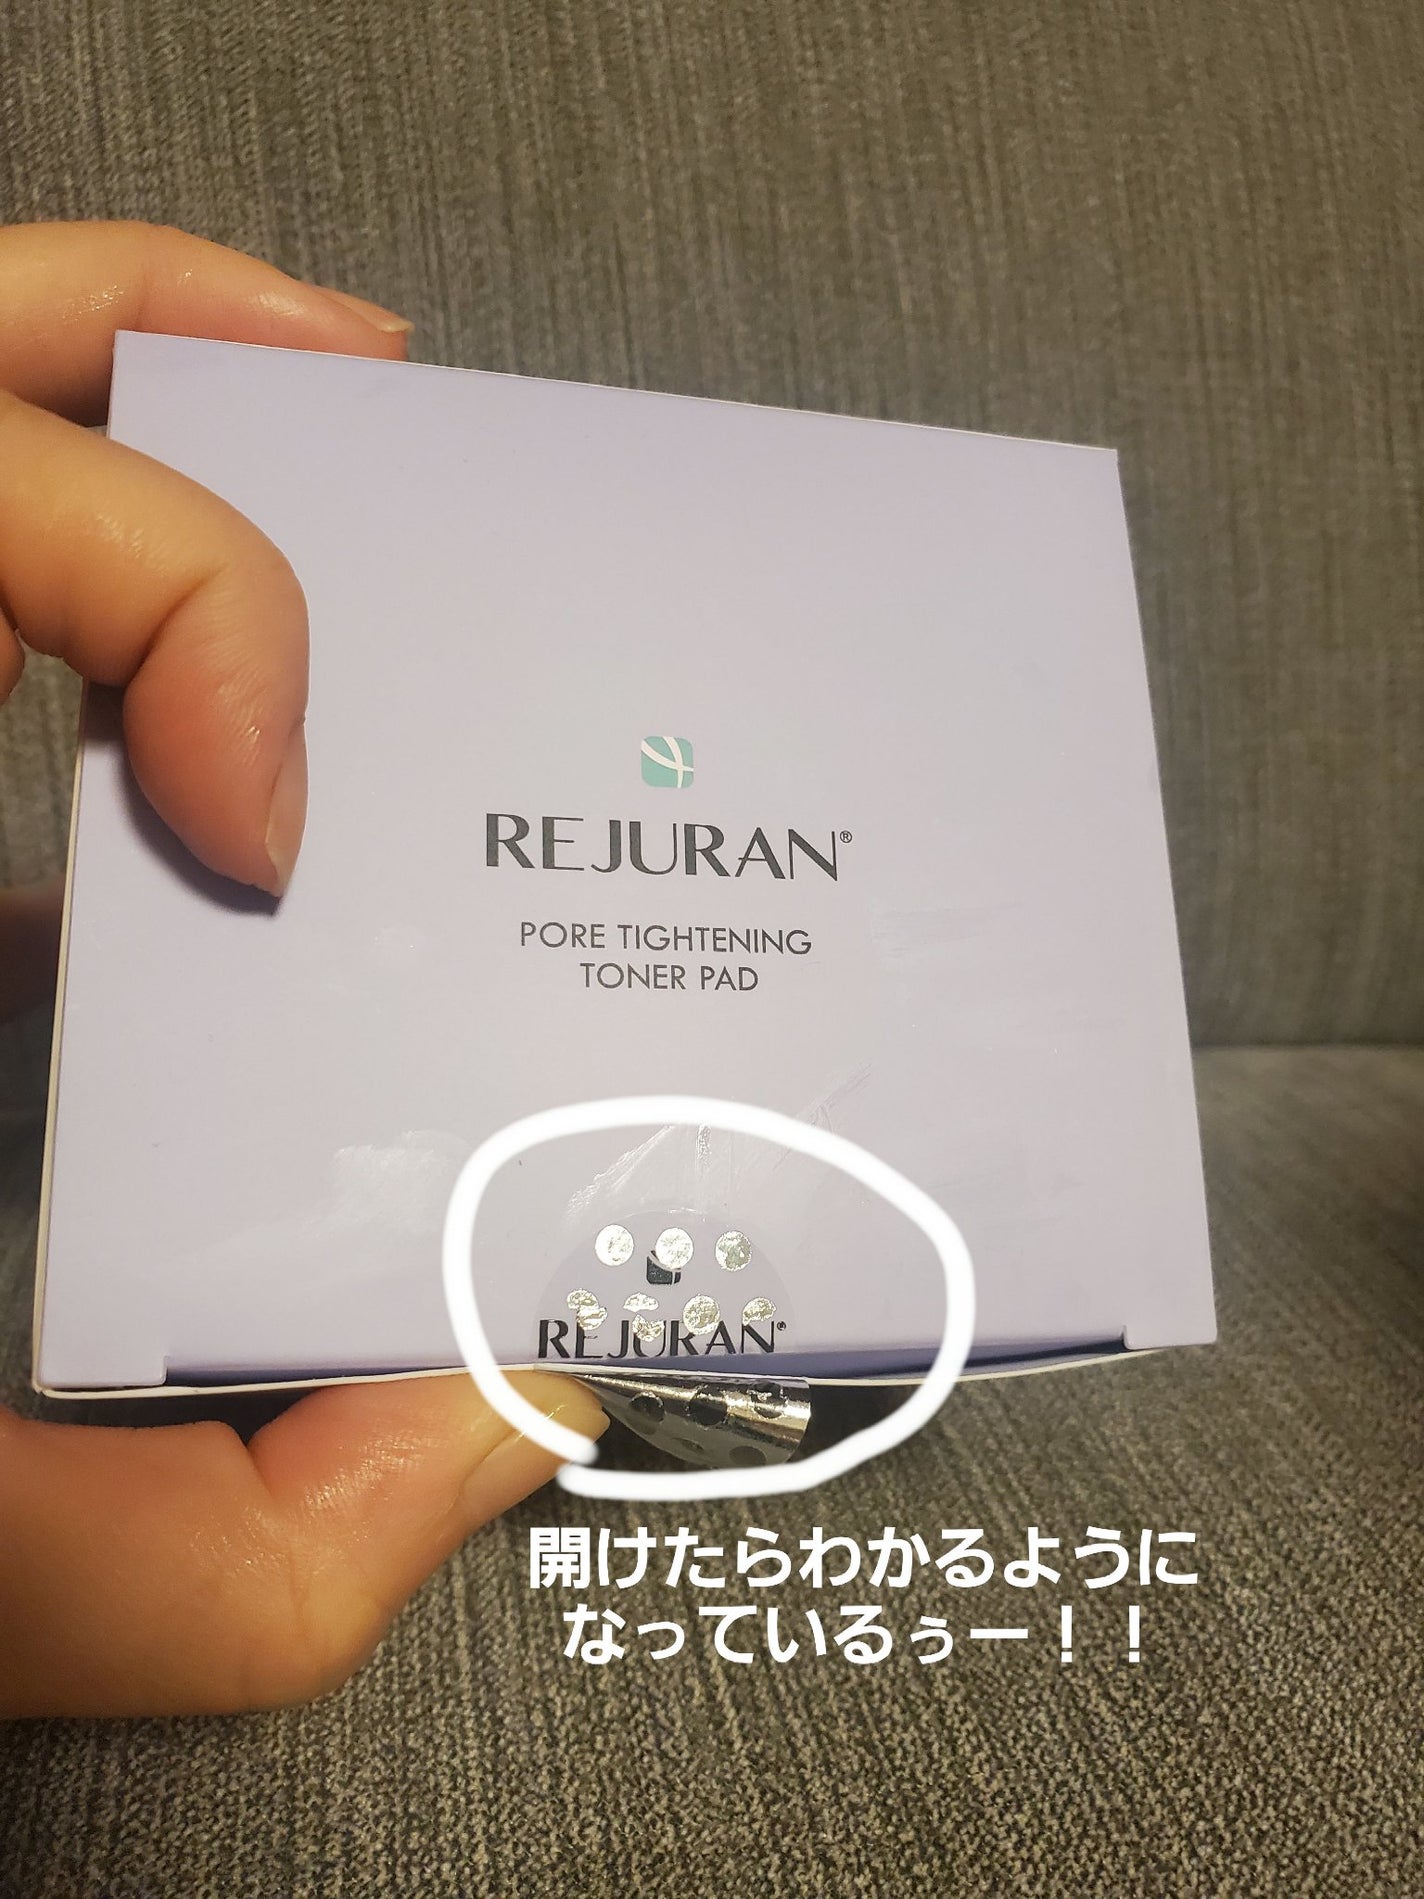 REJURAN®
PORE TIGHTENING
TONER PAD
REJURAN®
開けたらわかるように
なっているぅー！！